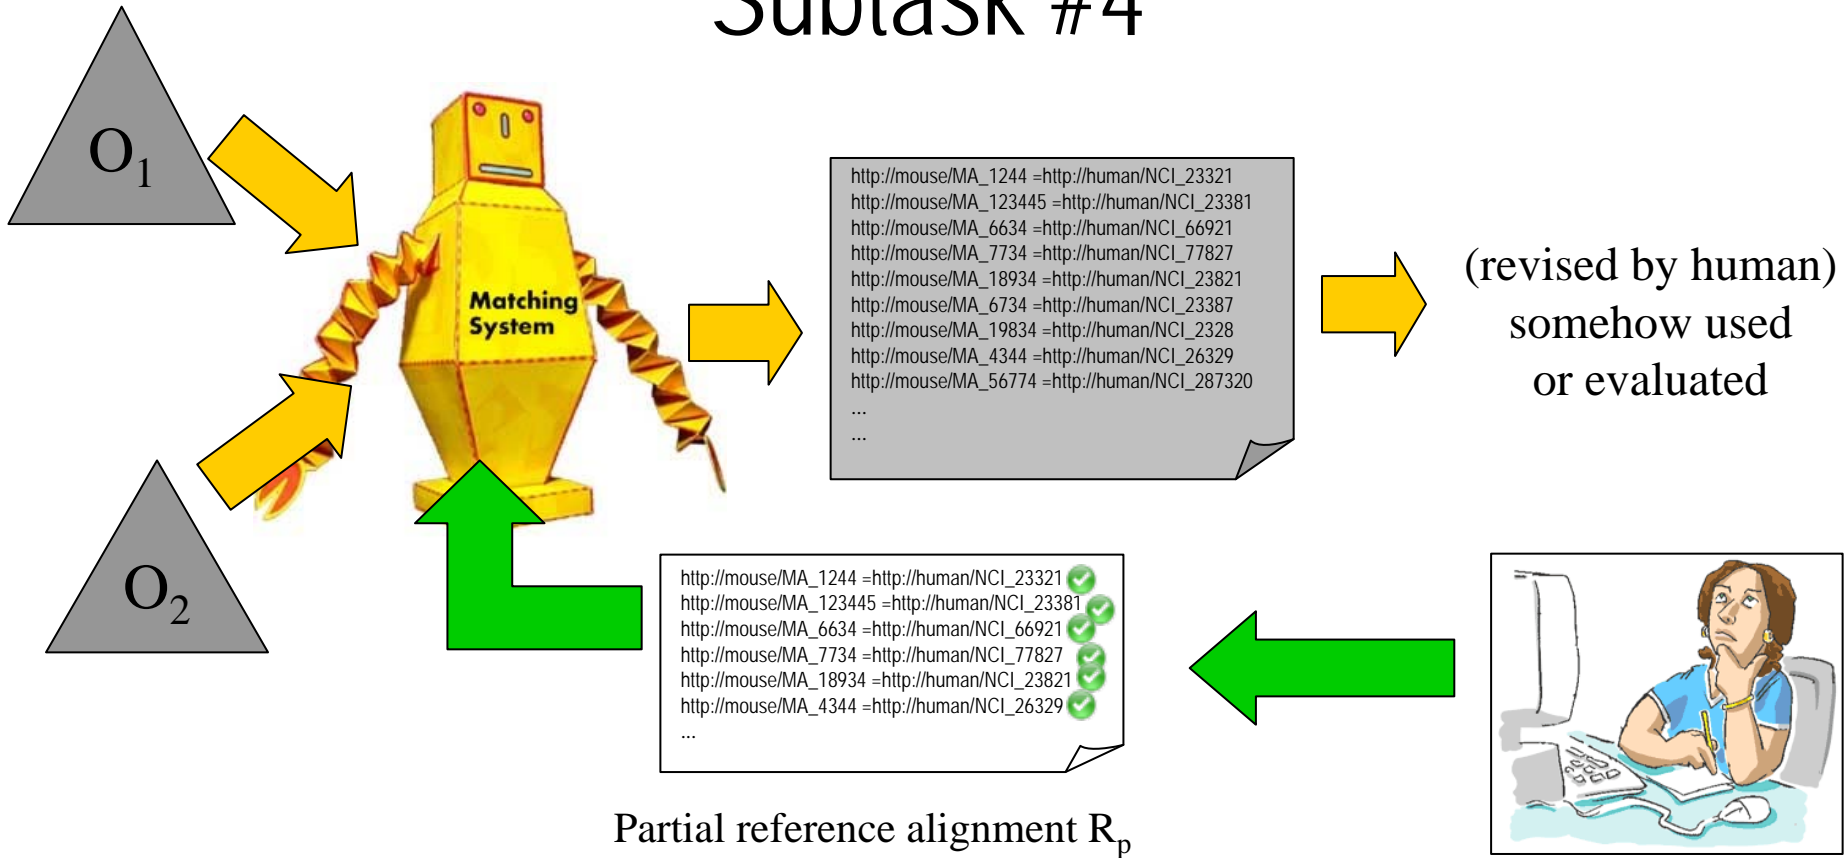 Subtask #4
O1
Matching
System
http://mouse/MA_1244 =http://human/NCI_23321
http://mouse/MA_123445 =http://human/NCI_23381
http://mouse/MA_6634 =http://human/NCI_66921
http://mouse/MA_7734 =http://human/NCI_77827
http://mouse/MA_18934 =http://human/NCI_23821
http://mouse/MA_6734 =http://human/NCI_23387
http://mouse/MA_19834 =http://human/NCI_2328
http://mouse/MA_4344 =http://human/NCI_26329
http://mouse/MA_56774 =http://human/NCI_287320
...
...
(revised by human)
somehow used
or evaluated
O2
http://mouse/MA_1244 =http://human/NCI_23321
http://mouse/MA_123445 =http://human/NCI_23381
http://mouse/MA_6634 =http://human/NCI_66921
http://mouse/MA_7734 =http://human/NCI_77827
http://mouse/MA_18934 =http://human/NCI_23821
http://mouse/MA_4344 =http://human/NCI_26329
...
Partial reference alignment Rp